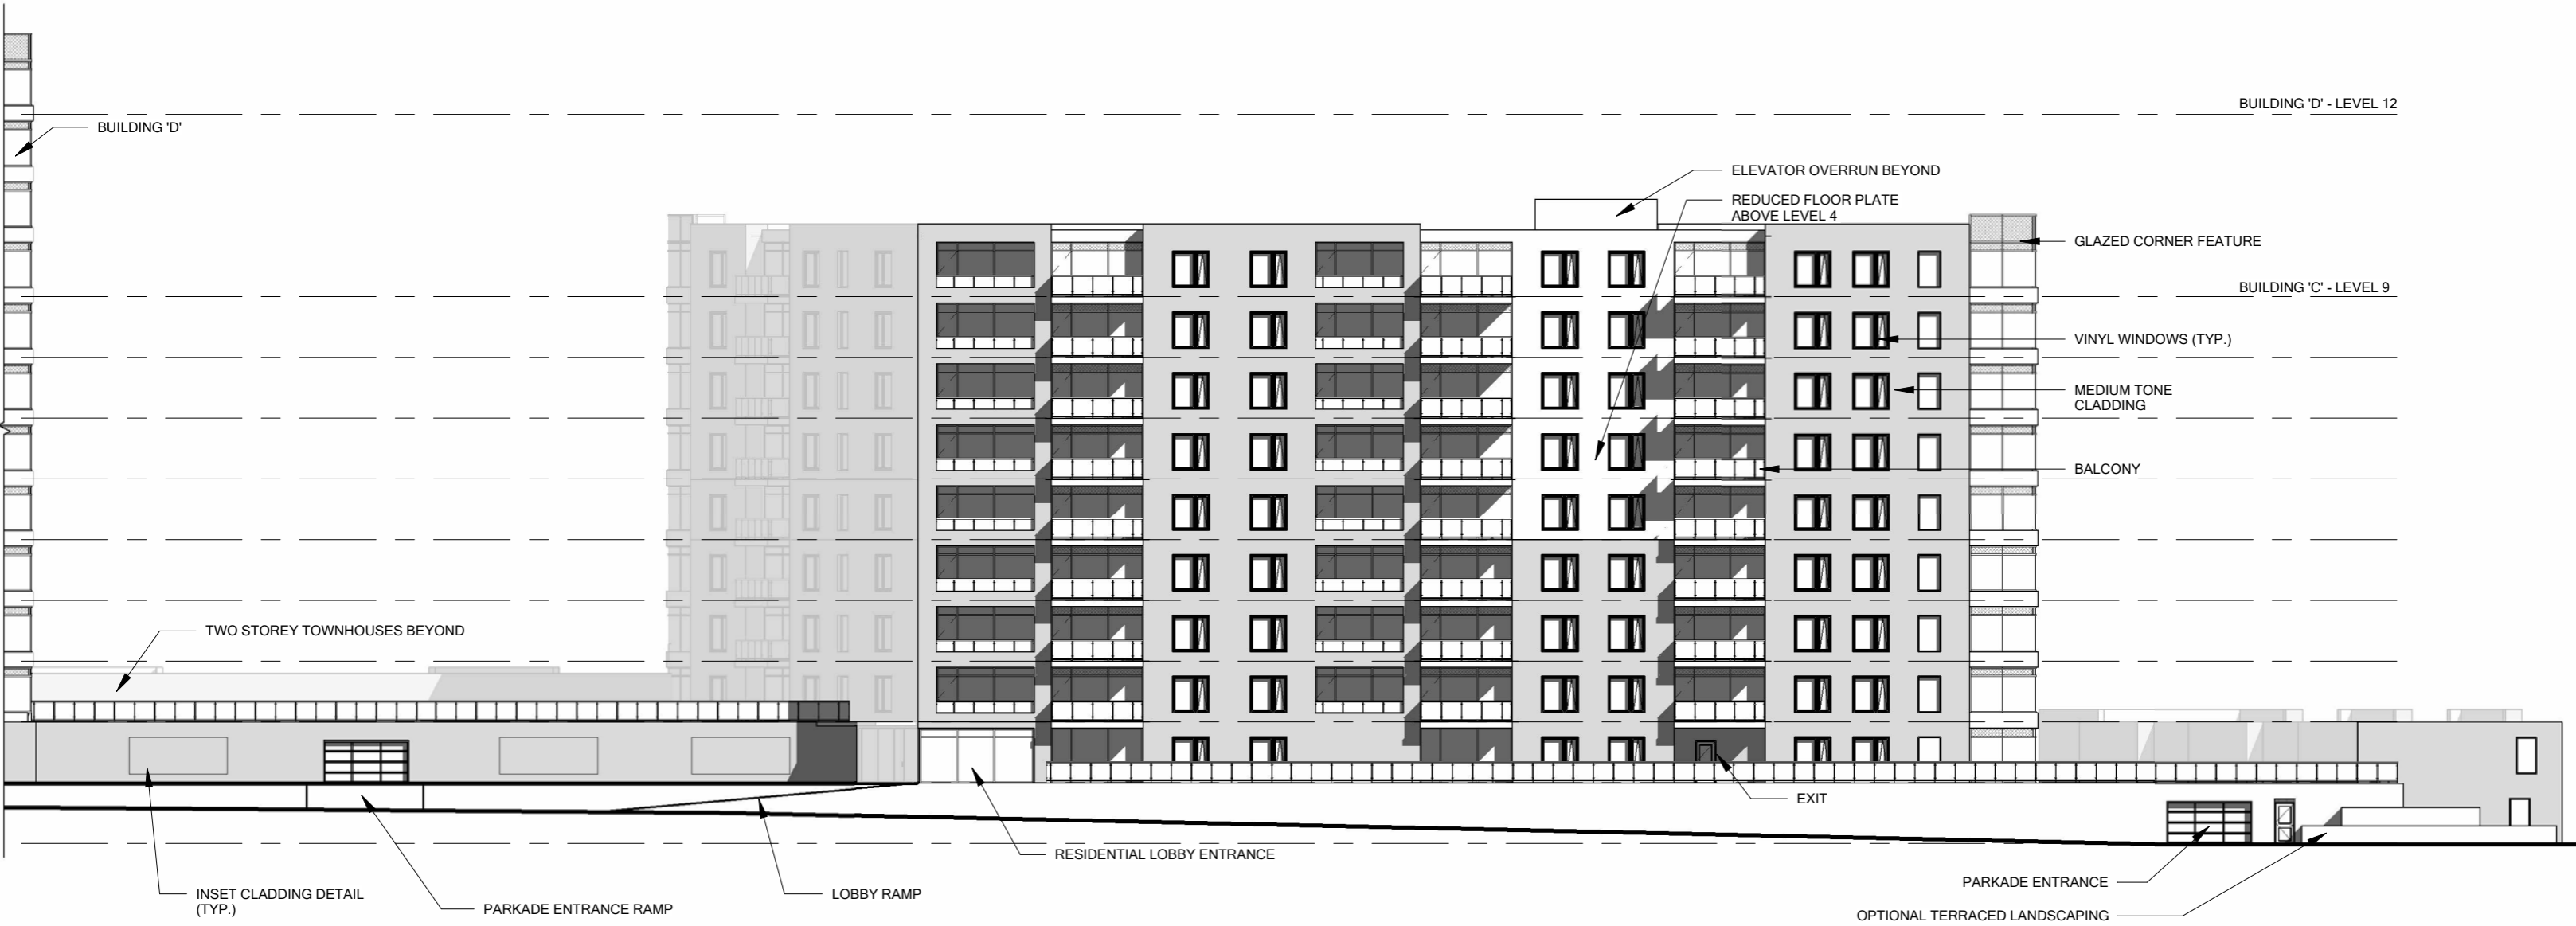 BUILDING 'D' - LEVEL 12
BUILDING 'D'
ELEVATOR OVERRUN BEYOND
REDUCED FLOOR PLATE
ABOVE LEVEL 4
GLAZED CORNER FEATURE
BUILDING 'C' - LEVEL 9
VINYL WINDOWS (TYP.)
MEDIUM TONE
CLADDING
BALCONY
TWO STOREY TOWNHOUSES BEYOND
EXIT
RESIDENTIAL LOBBY ENTRANCE
INSET CLADDING DETAIL
(TYP.)
PARKADE ENTRANCE RAMP
LOBBY RAMP
PARKADE ENTRANCE
OPTIONAL TERRACED LANDSCAPING